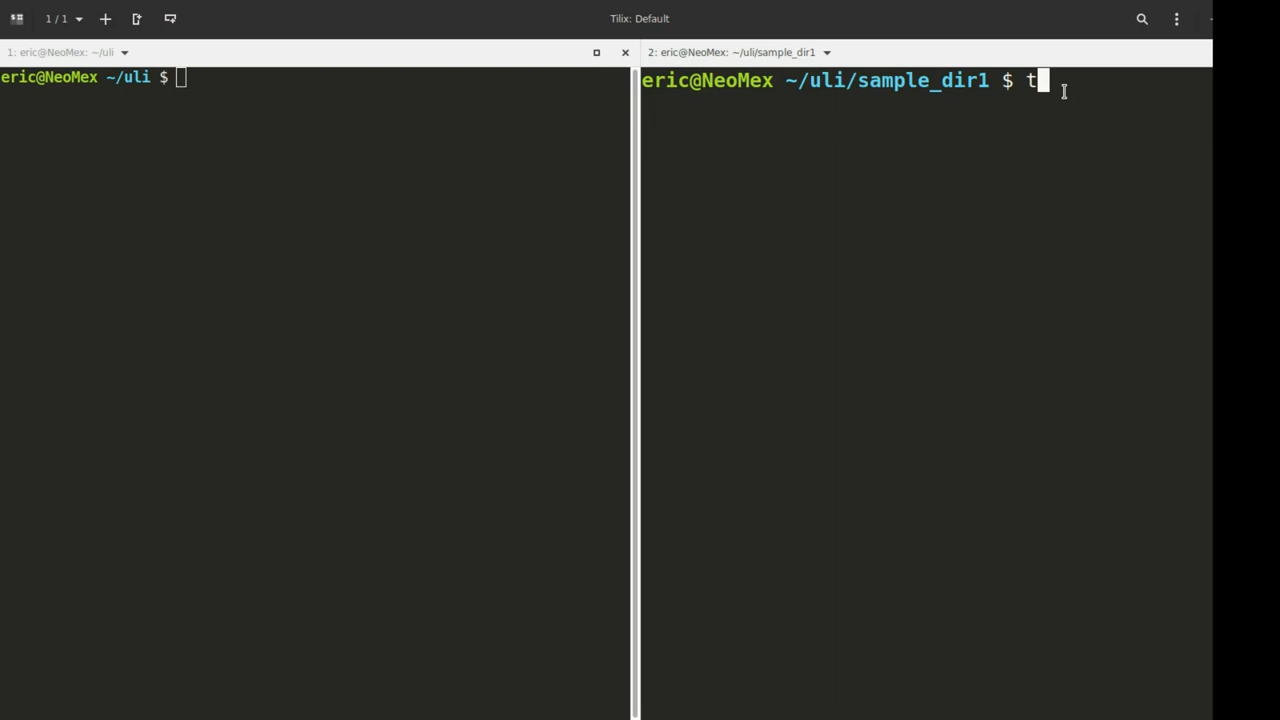 1 / 1
Tilix: Default
1: eric@NeoMex: ~/uli
2: eric@NeoMex: ~/uli/sample_dir1
eric@NeoMex ~/uli $
eric@NeoMex ~/uli/sample_dir1 $ t